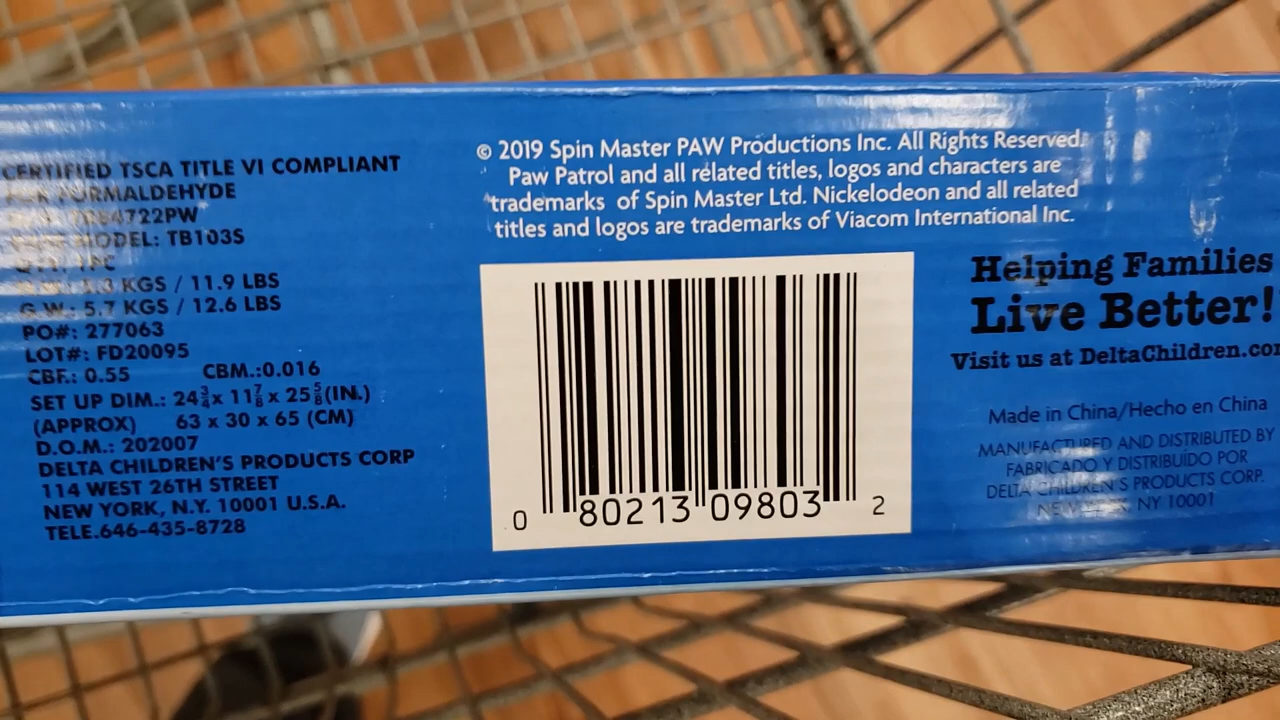 CERTIFIED TSCA TITLE VI COMPLIANT
FORMALDEHYDE
MODEL: TB103S
KGS / 11.9 LBS
G.W.: 5.7 KGS / 12.6 LBS
PO#: 277063
LOT#: FD20095
CBF.: 0.55 CBM.:0.016
SET UP DIM.: 24 3/4 x 11 7/8 x 25 5/8 (IN.)
(APPROX) 63 x 30 x 65 (CM)
D.O.M.: 202007
DELTA CHILDREN'S PRODUCTS CORP
114 WEST 26TH STREET
NEW YORK, N.Y. 10001 U.S.A.
TELE.646-435-8728
© 2019 Spin Master PAW Productions Inc. All Rights Reserved.
Paw Patrol and all related titles, logos and characters are
trademarks of Spin Master Ltd. Nickelodeon and all related
titles and logos are trademarks of Viacom International Inc.
0 80213 09803 2
Helping Families
Live Better!
Visit us at DeltaChildren.co
Made in China/Hecho en China
MANUFACTURED AND DISTRIBUTED BY
FABRICADO Y DISTRIBUIDO POR
DELTA CHILDREN'S PRODUCTS CORP.
NEW YORK, NY 10001